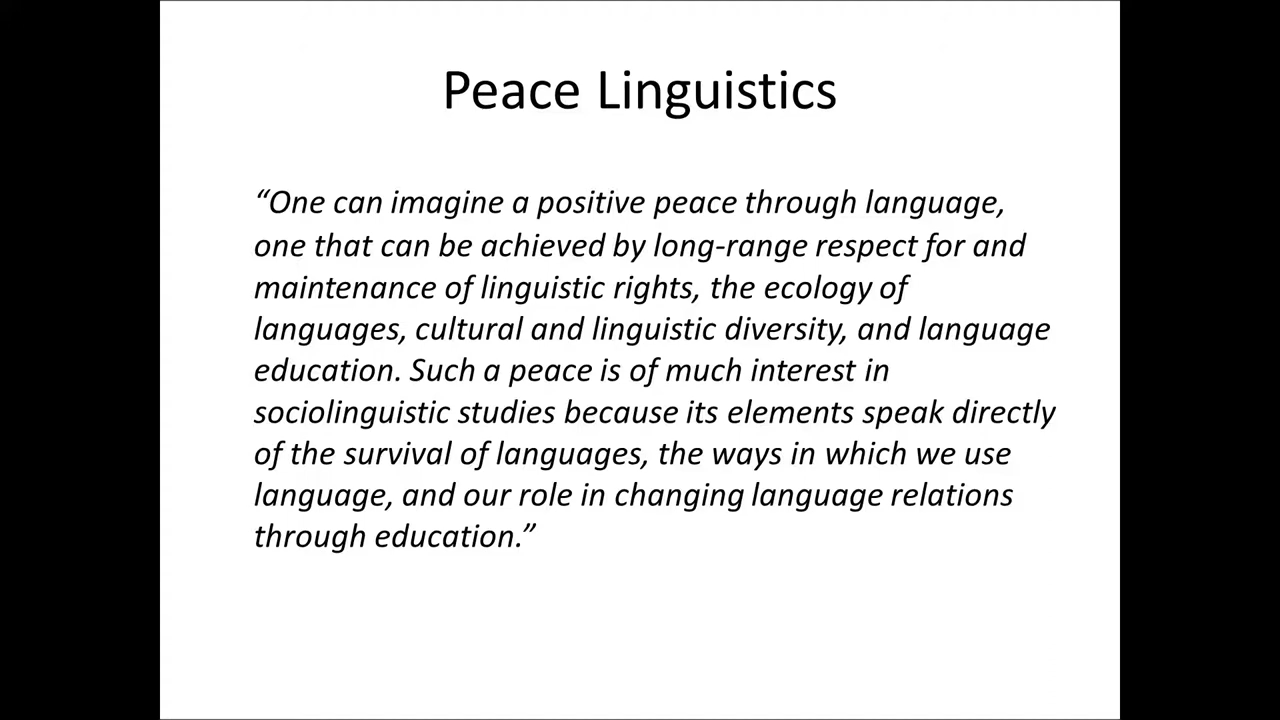 Peace Linguistics
“One can imagine a positive peace through language,
one that can be achieved by long-range respect for and
maintenance of linguistic rights, the ecology of
languages, cultural and linguistic diversity, and language
education. Such a peace is of much interest in
sociolinguistic studies because its elements speak directly
of the survival of languages, the ways in which we use
language, and our role in changing language relations
through education.”